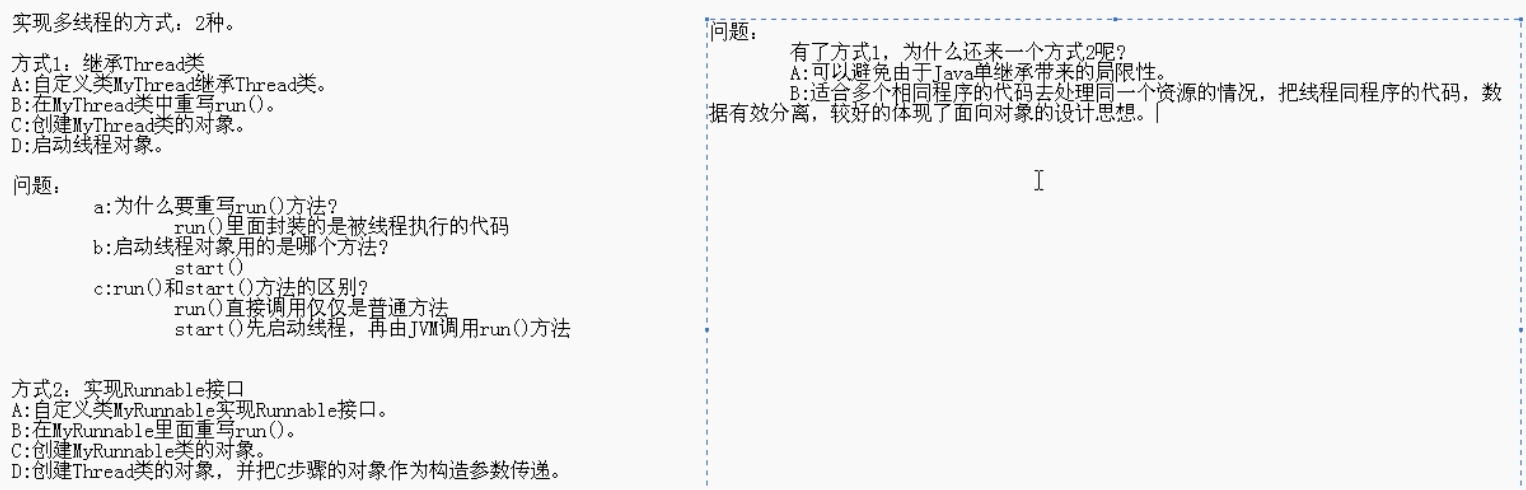 实现多线程的方式：2种。
方式1：继承Thread类
A:自定义类MyThread继承Thread类。
B:在MyThread类中重写run()。
C:创建MyThread类的对象。
D:启动线程对象。
问题：
a:为什么要重写run()方法?
run()里面封装的是被线程执行的代码
b:启动线程对象用的是哪个方法?
start()
c:run()和start()方法的区别?
run()直接调用仅仅是普通方法
start()先启动线程，再由JVM调用run()方法
方式2：实现Runnable接口
A:自定义类MyRunnable实现Runnable接口。
B:在MyRunnable里面重写run()。
C:创建MyRunnable类的对象。
D:创建Thread类的对象，并把C步骤的对象作为构造参数传递。
问题：
有了方式1，为什么还来一个方式2呢?
A:可以避免由于Java单继承带来的局限性。
B:适合多个相同程序的代码去处理同一个资源的情况，把线程同程序的代码，数
据有效分离，较好的体现了面向对象的设计思想。